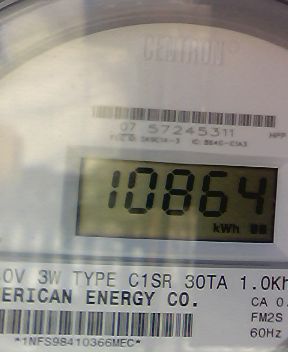 CENTRON®
07 57245311
10864
kWh
.0V 3W TYPE C1SR 30TA 1.0Kh
ERICAN ENERGY CO.
CA 0.
FM2S
60Hz
*1NFS98410366MEC*